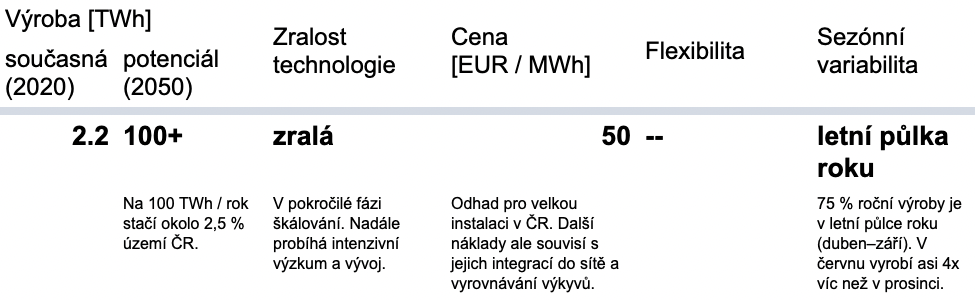 Výroba [TWh]
současná (2020)
potenciál (2050)
Zralost
technologie
Cena
[EUR / MWh]
Flexibilita
Sezónní
variabilita
2.2 100+ zralá 50 -- letní půlka
roku
Na 100 TWh / rok
stačí okolo 2,5 %
území ČR.
V pokročilé fázi
škálování. Nadále
probíhá intenzivní
výzkum a vývoj.
Odhad pro velkou
instalaci v ČR. Další
náklady ale souvisí s
jejich integrací do sítě a
vyrovnávání výkyvů.
75 % roční výroby je
v letní půlce roku
(duben–září). V
červnu vyrobí asi 4x
víc než v prosinci.